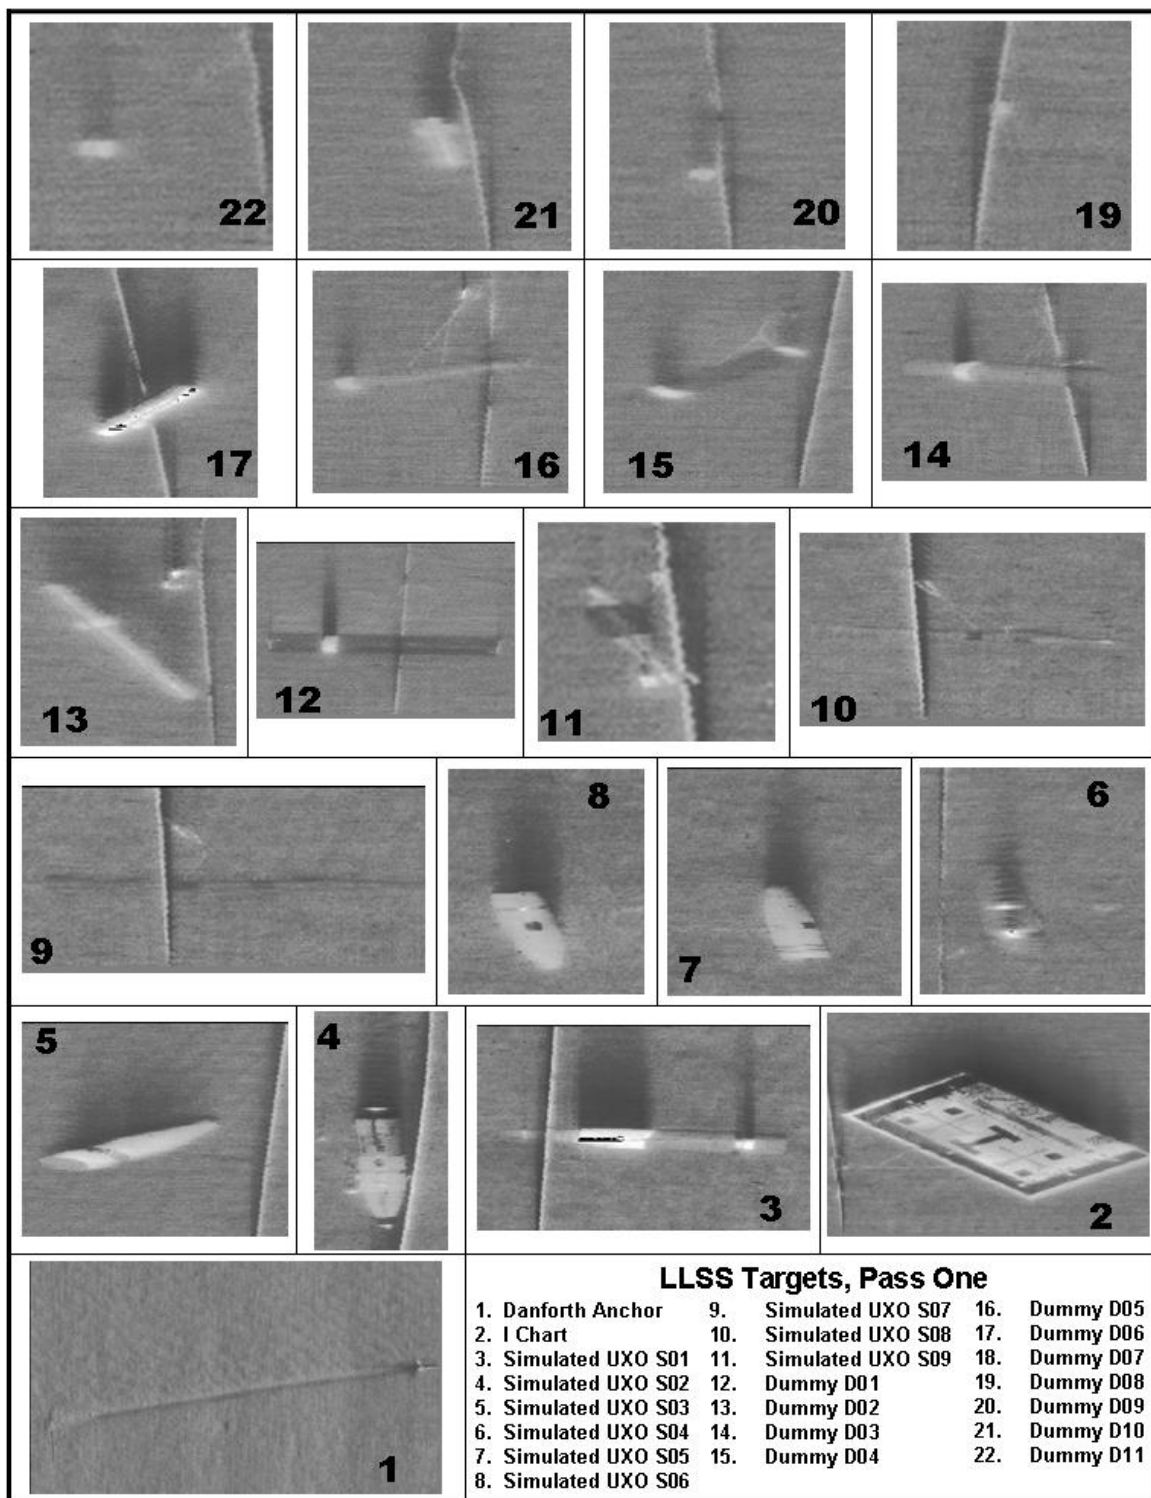 22
21
20
19
17
16
15
14
13
12
11
10
9
8
7
6
5
4
3
2
1
LLSS Targets, Pass One
1. Danforth Anchor
2. I Chart
3. Simulated UXO S01
4. Simulated UXO S02
5. Simulated UXO S03
6. Simulated UXO S04
7. Simulated UXO S05
8. Simulated UXO S06
9. Simulated UXO S07
10. Simulated UXO S08
11. Simulated UXO S09
12. Dummy D01
13. Dummy D02
14. Dummy D03
15. Dummy D04
16. Dummy D05
17. Dummy D06
18. Dummy D07
19. Dummy D08
20. Dummy D09
21. Dummy D10
22. Dummy D11